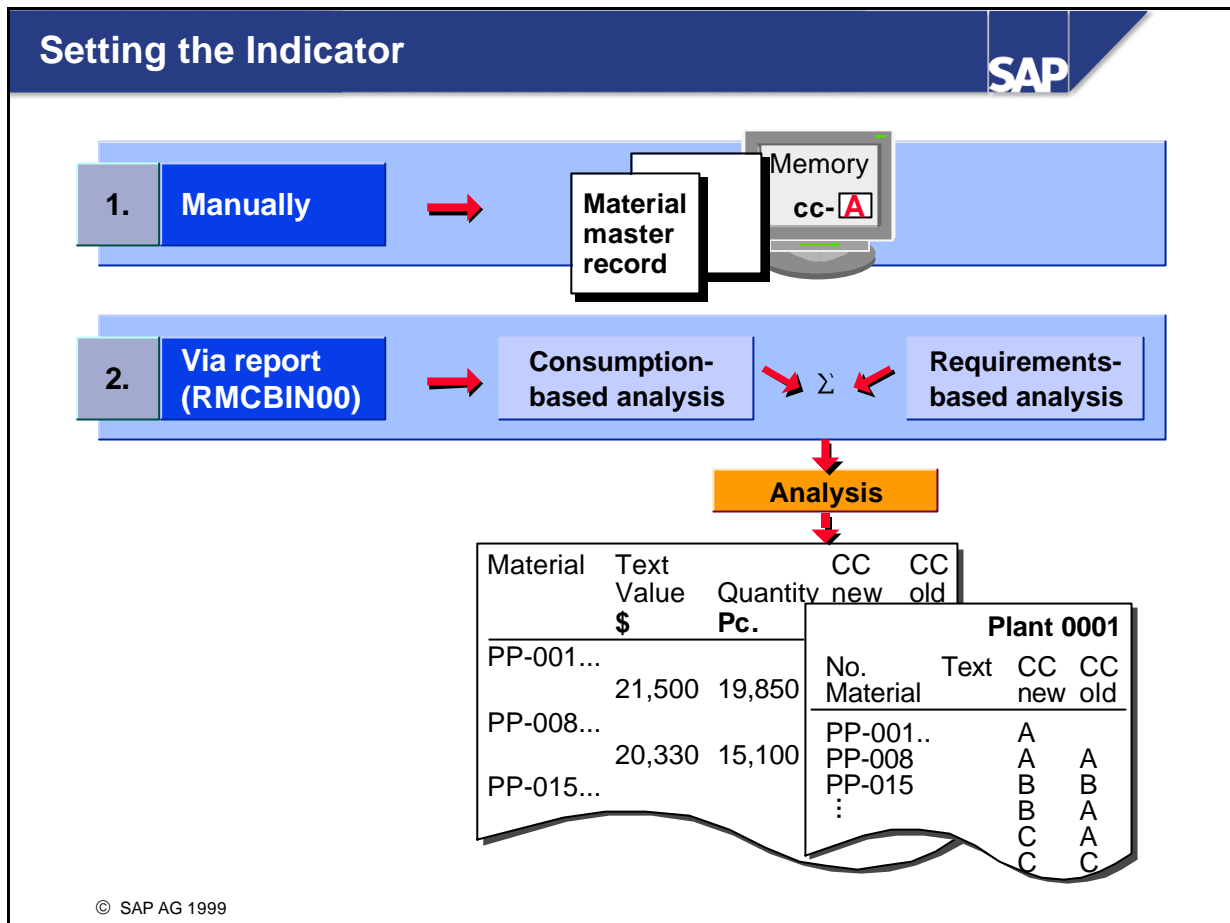 Setting the Indicator
SAP
1. Manually
Memory
cc- A
Material
master
record
2. Via report
(RMCBIN00)
Consumption-
based analysis
Σ
Requirements-
based analysis
Analysis
Material Text CC CC
Value Quantity new old
$ Pc.
PP-001...
21,500 19,850
PP-008...
20,330 15,100
PP-015...
Plant 0001
No. Text CC CC
Material new old
PP-001.. A
PP-008 A A
PP-015 B B
⋮ B A
C A
C C
© SAP AG 1999